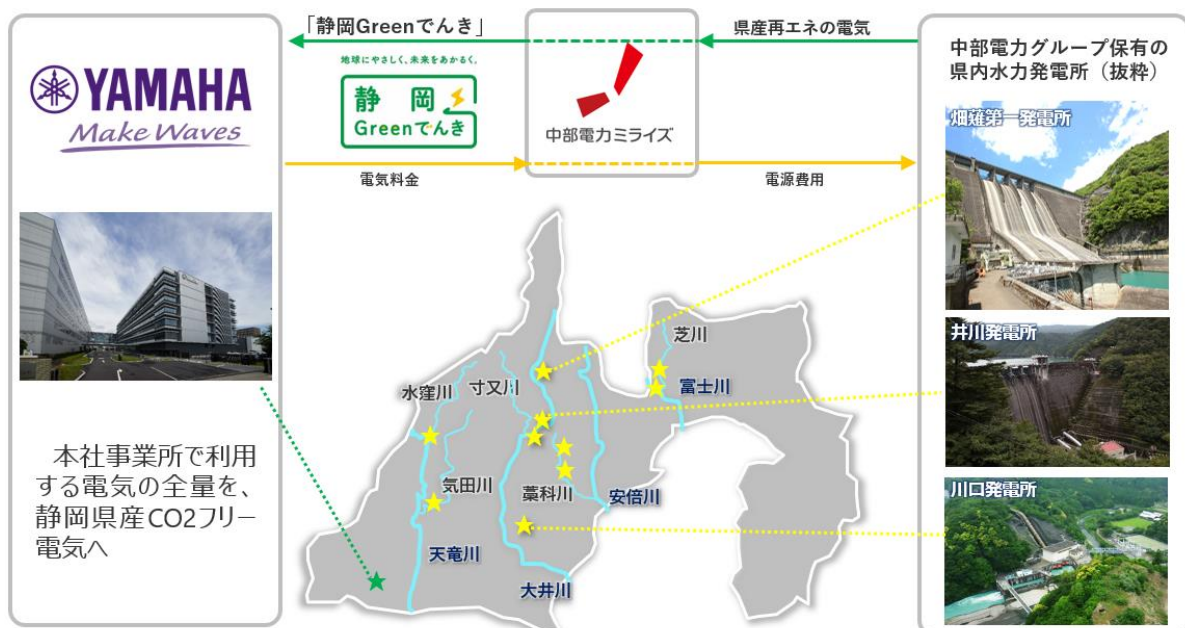 YAMAHA
Make Waves
本社事業所で利用
する電気の全量を、
静岡県産CO2フリー
電気へ
「静岡Greenでんき」
地球にやさしく、未来をあかるく。
静岡
Greenでんき
電気料金
中部電力ミライズ
県産再エネの電気
電源費用
中部電力グループ保有の
県内水力発電所（抜粋）
畑薙第一発電所
井川発電所
川口発電所
芝川
富士川
水窪川
寸又川
気田川
藁科川
安倍川
天竜川
大井川